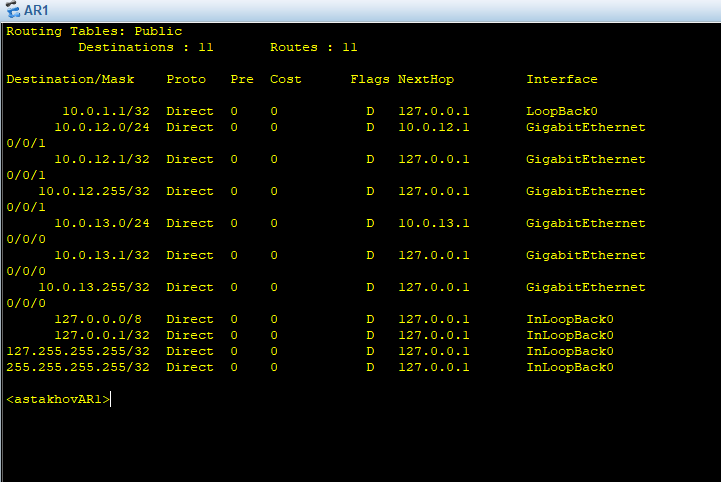 AR1
Routing Tables: Public
         Destinations : 11       Routes : 11

Destination/Mask    Proto   Pre  Cost      Flags NextHop         Interface

       10.0.1.1/32  Direct  0    0           D   127.0.0.1       LoopBack0
      10.0.12.0/24  Direct  0    0           D   10.0.12.1       GigabitEthernet
0/0/1
      10.0.12.1/32  Direct  0    0           D   127.0.0.1       GigabitEthernet
0/0/1
    10.0.12.255/32  Direct  0    0           D   127.0.0.1       GigabitEthernet
0/0/1
      10.0.13.0/24  Direct  0    0           D   10.0.13.1       GigabitEthernet
0/0/0
      10.0.13.1/32  Direct  0    0           D   127.0.0.1       GigabitEthernet
0/0/0
    10.0.13.255/32  Direct  0    0           D   127.0.0.1       GigabitEthernet
0/0/0
      127.0.0.0/8   Direct  0    0           D   127.0.0.1       InLoopBack0
      127.0.0.1/32  Direct  0    0           D   127.0.0.1       InLoopBack0
127.255.255.255/32  Direct  0    0           D   127.0.0.1       InLoopBack0
255.255.255.255/32  Direct  0    0           D   127.0.0.1       InLoopBack0

<astakhovAR1>